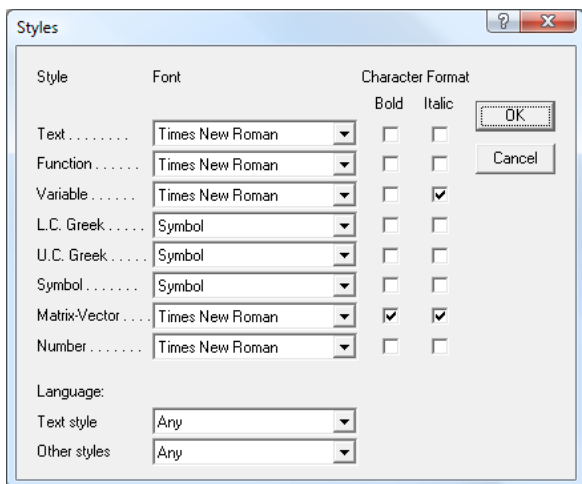 Styles
Style Font Character Format
Bold Italic
OK
Text . . . . . . . . Times New Roman
Function . . . . . . Times New Roman
Cancel
Variable . . . . . . Times New Roman
L.C. Greek . . . . . Symbol
U.C. Greek . . . . . Symbol
Symbol . . . . . . . Symbol
Matrix-Vector . . . . Times New Roman
Number . . . . . . . Times New Roman
Language:
Text style Any
Other styles Any